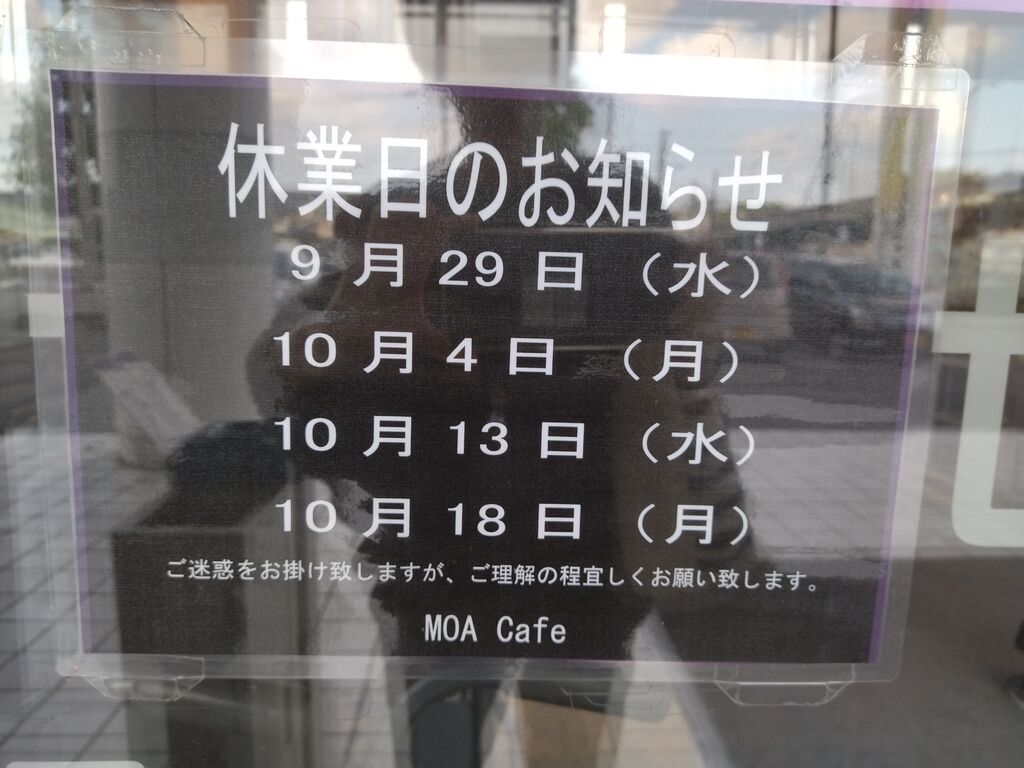 休業日のお知らせ
9月29日（水）
10月4日（月）
10月13日（水）
10月18日（月）
ご迷惑をお掛け致しますが、ご理解の程宜しくお願い致します。
MOA Cafe